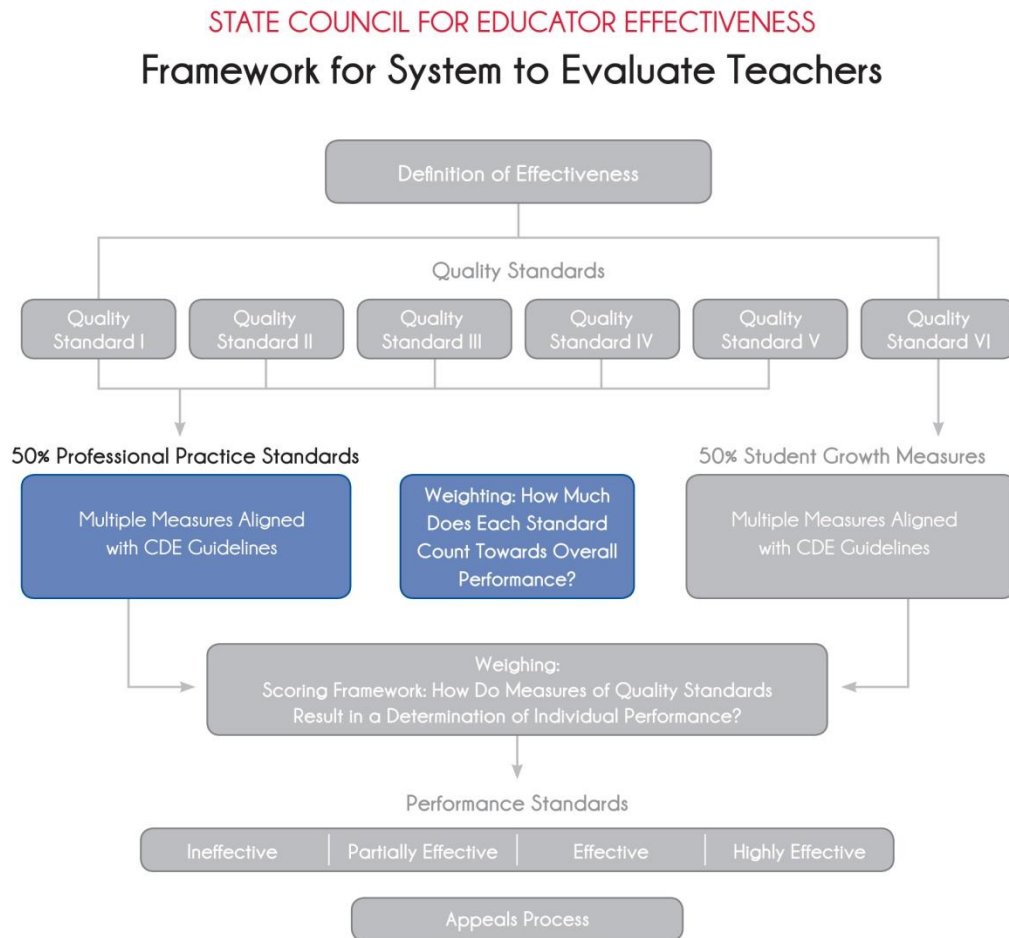 STATE COUNCIL FOR EDUCATOR EFFECTIVENESS
Framework for System to Evaluate Teachers
Definition of Effectiveness
Quality Standards
Quality
Standard I
Quality
Standard II
Quality
Standard III
Quality
Standard IV
Quality
Standard V
Quality
Standard VI
50% Professional Practice Standards
Multiple Measures Aligned
with CDE Guidelines
Weighting: How Much
Does Each Standard
Count Towards Overall
Performance?
50% Student Growth Measures
Multiple Measures Aligned
with CDE Guidelines
Weighing:
Scoring Framework: How Do Measures of Quality Standards
Result in a Determination of Individual Performance?
Performance Standards
Ineffective
Partially Effective
Effective
Highly Effective
Appeals Process